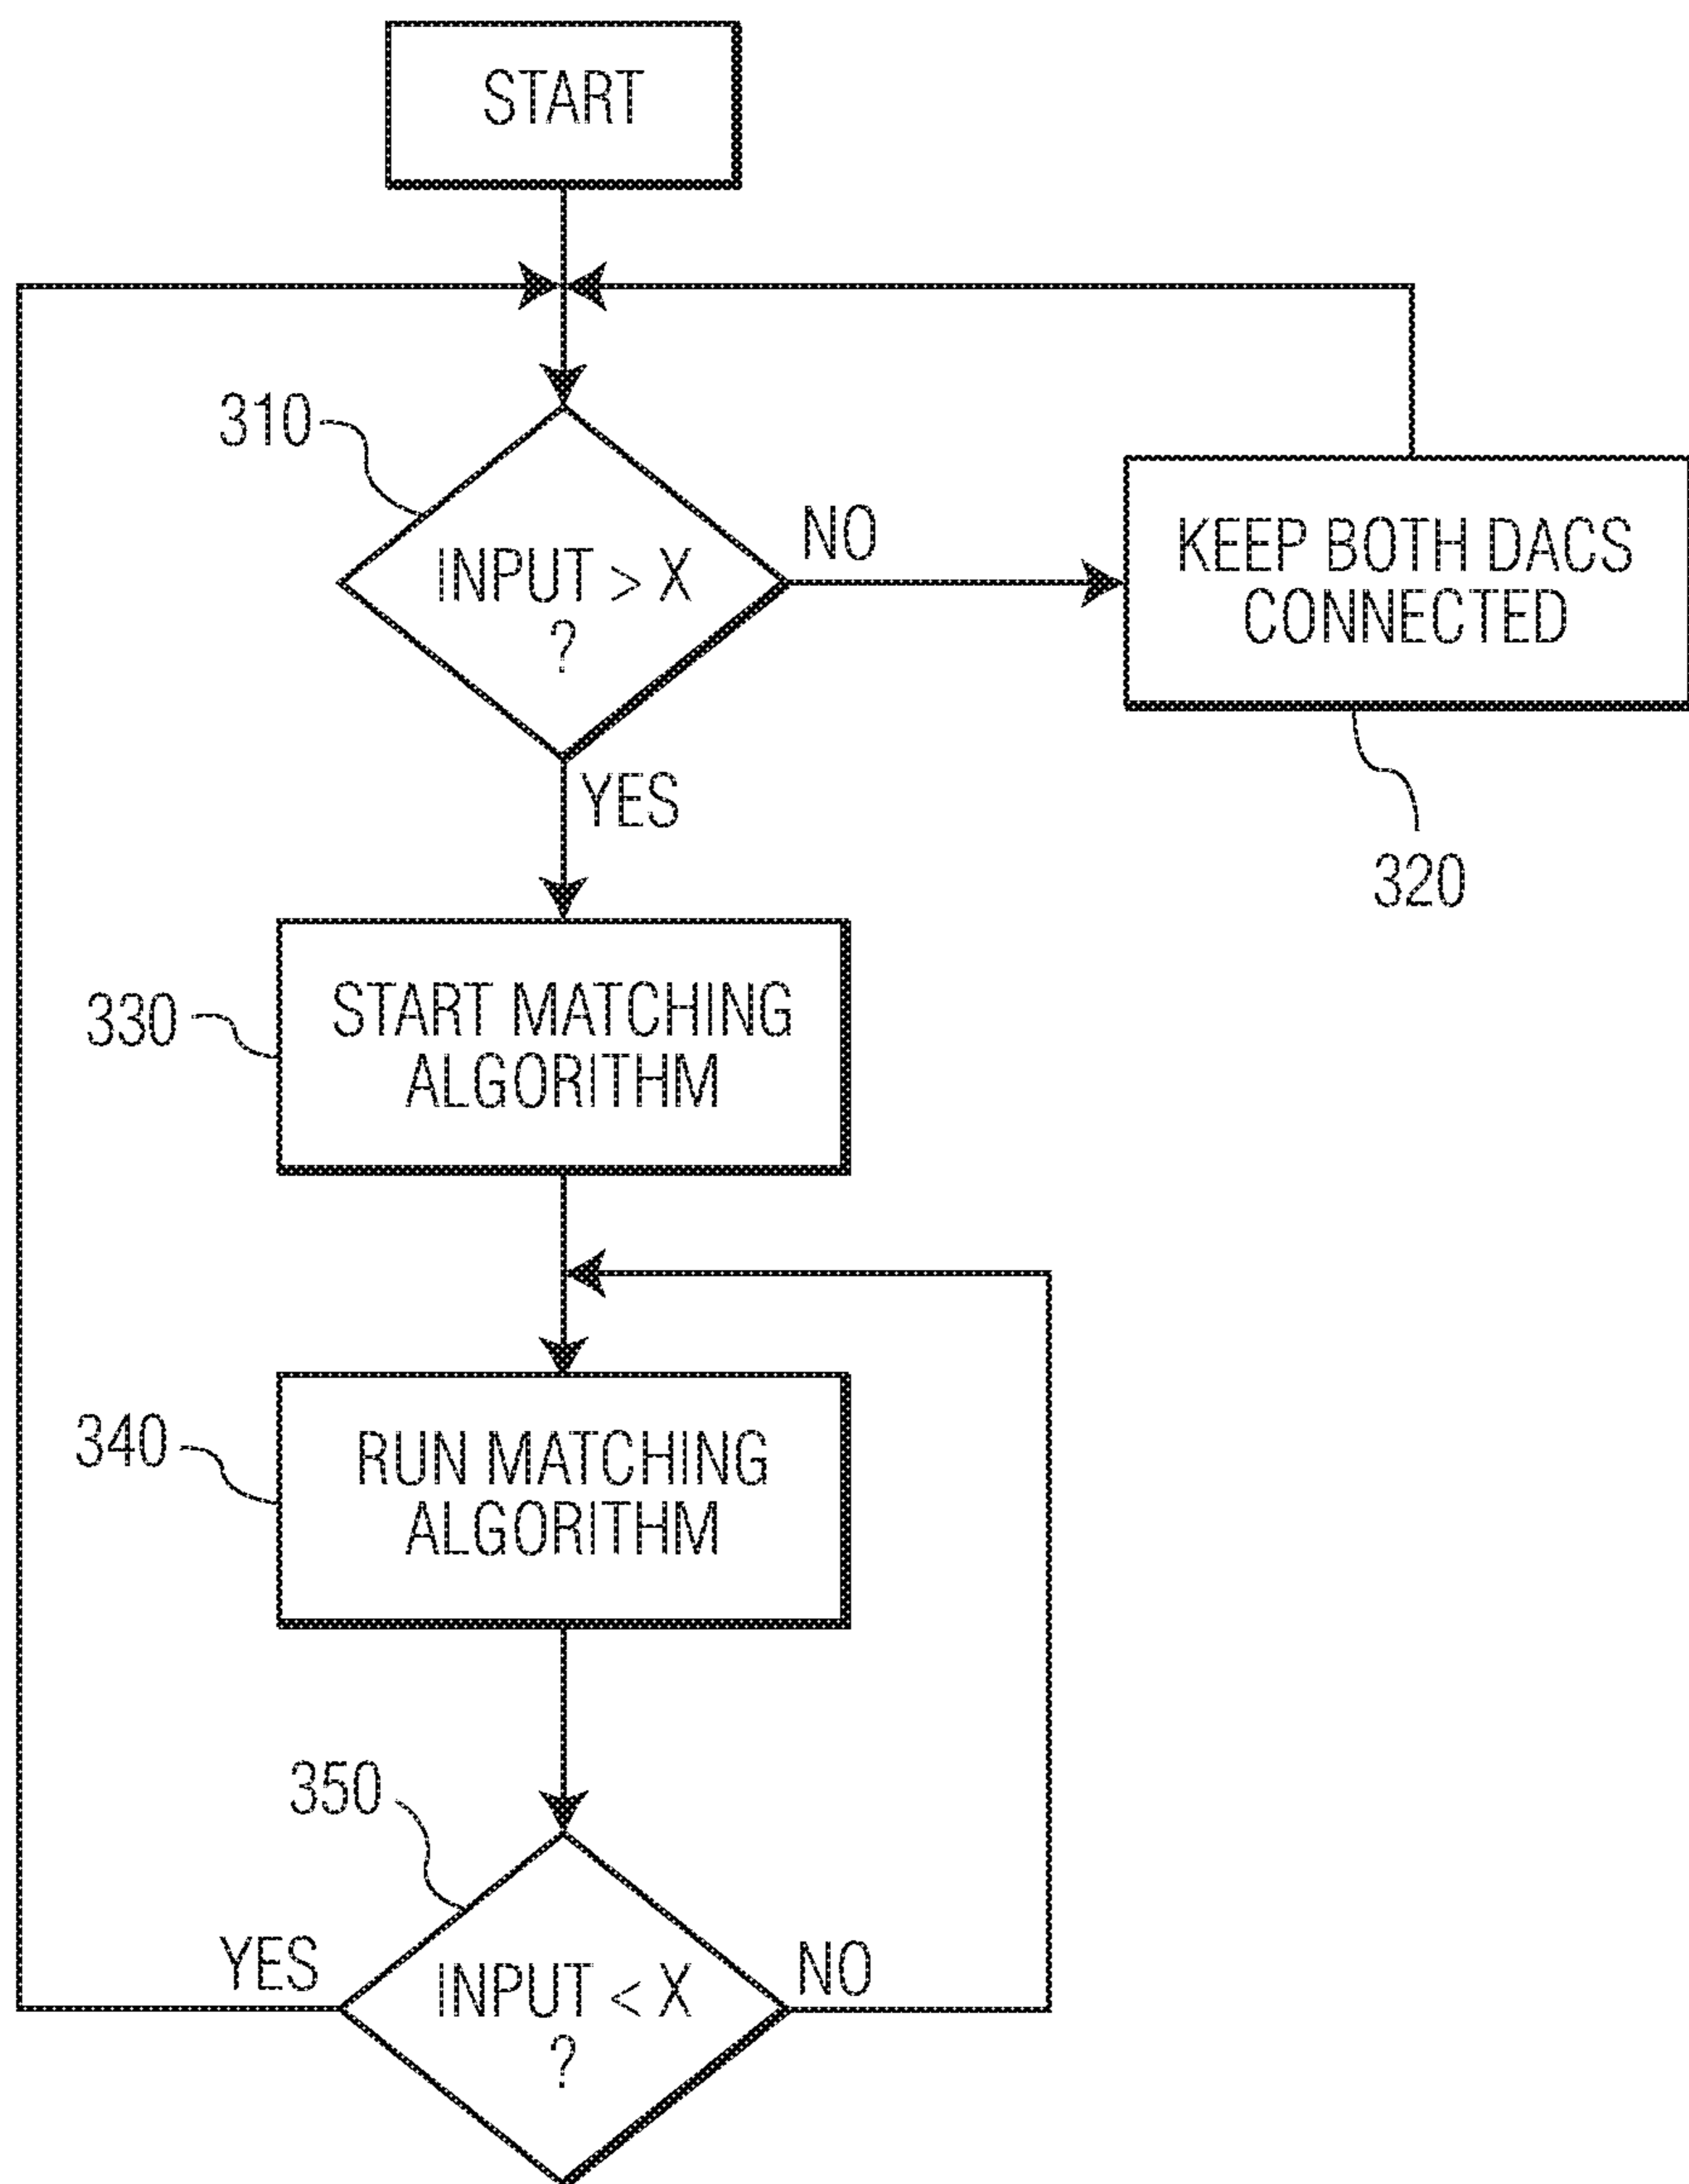 START
310
INPUT > X
?
NO
KEEP BOTH DACS
CONNECTED
320
YES
330
START MATCHING
ALGORITHM
340
RUN MATCHING
ALGORITHM
350
YES
INPUT < X
?
NO